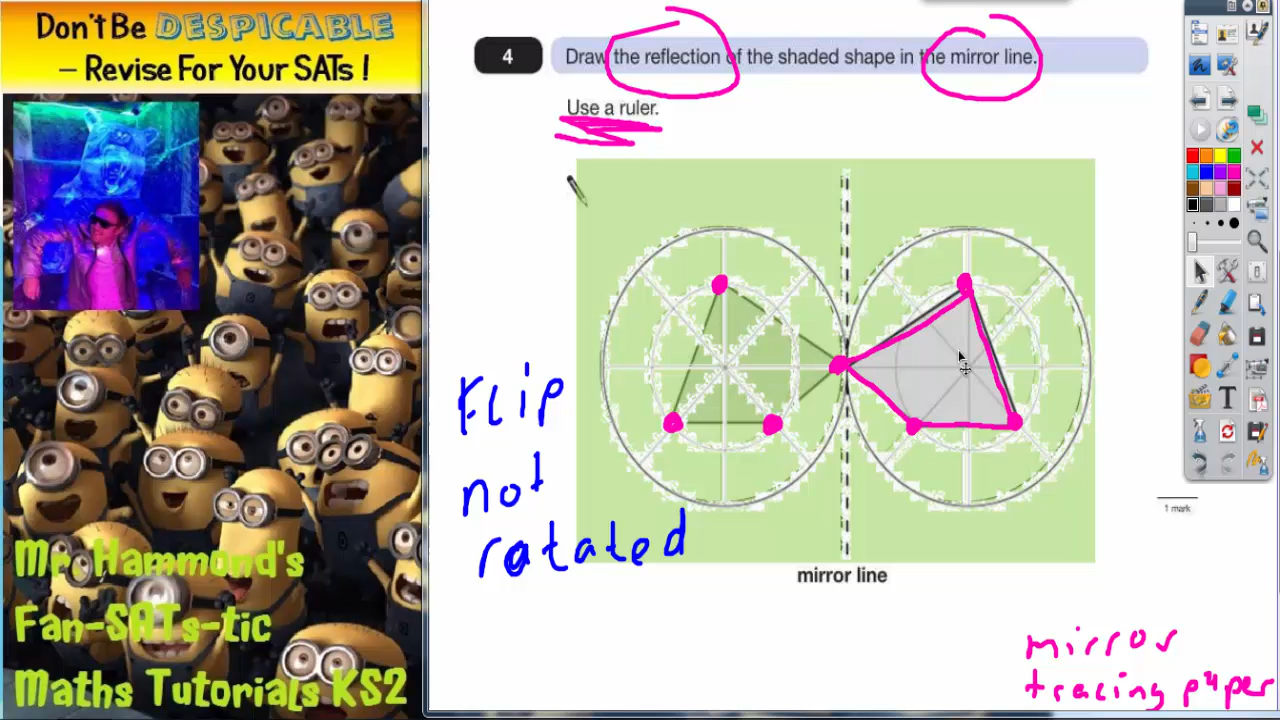 Don't Be DESPICABLE
– Revise For Your SATs !
4
Draw the reflection of the shaded shape in the mirror line.
Use a ruler.
Flip
not
rotated
mirror line
1 mark
mirror
tracing paper
Mr Hammond's
Fan-SATs-tic
Maths Tutorials KS2
T